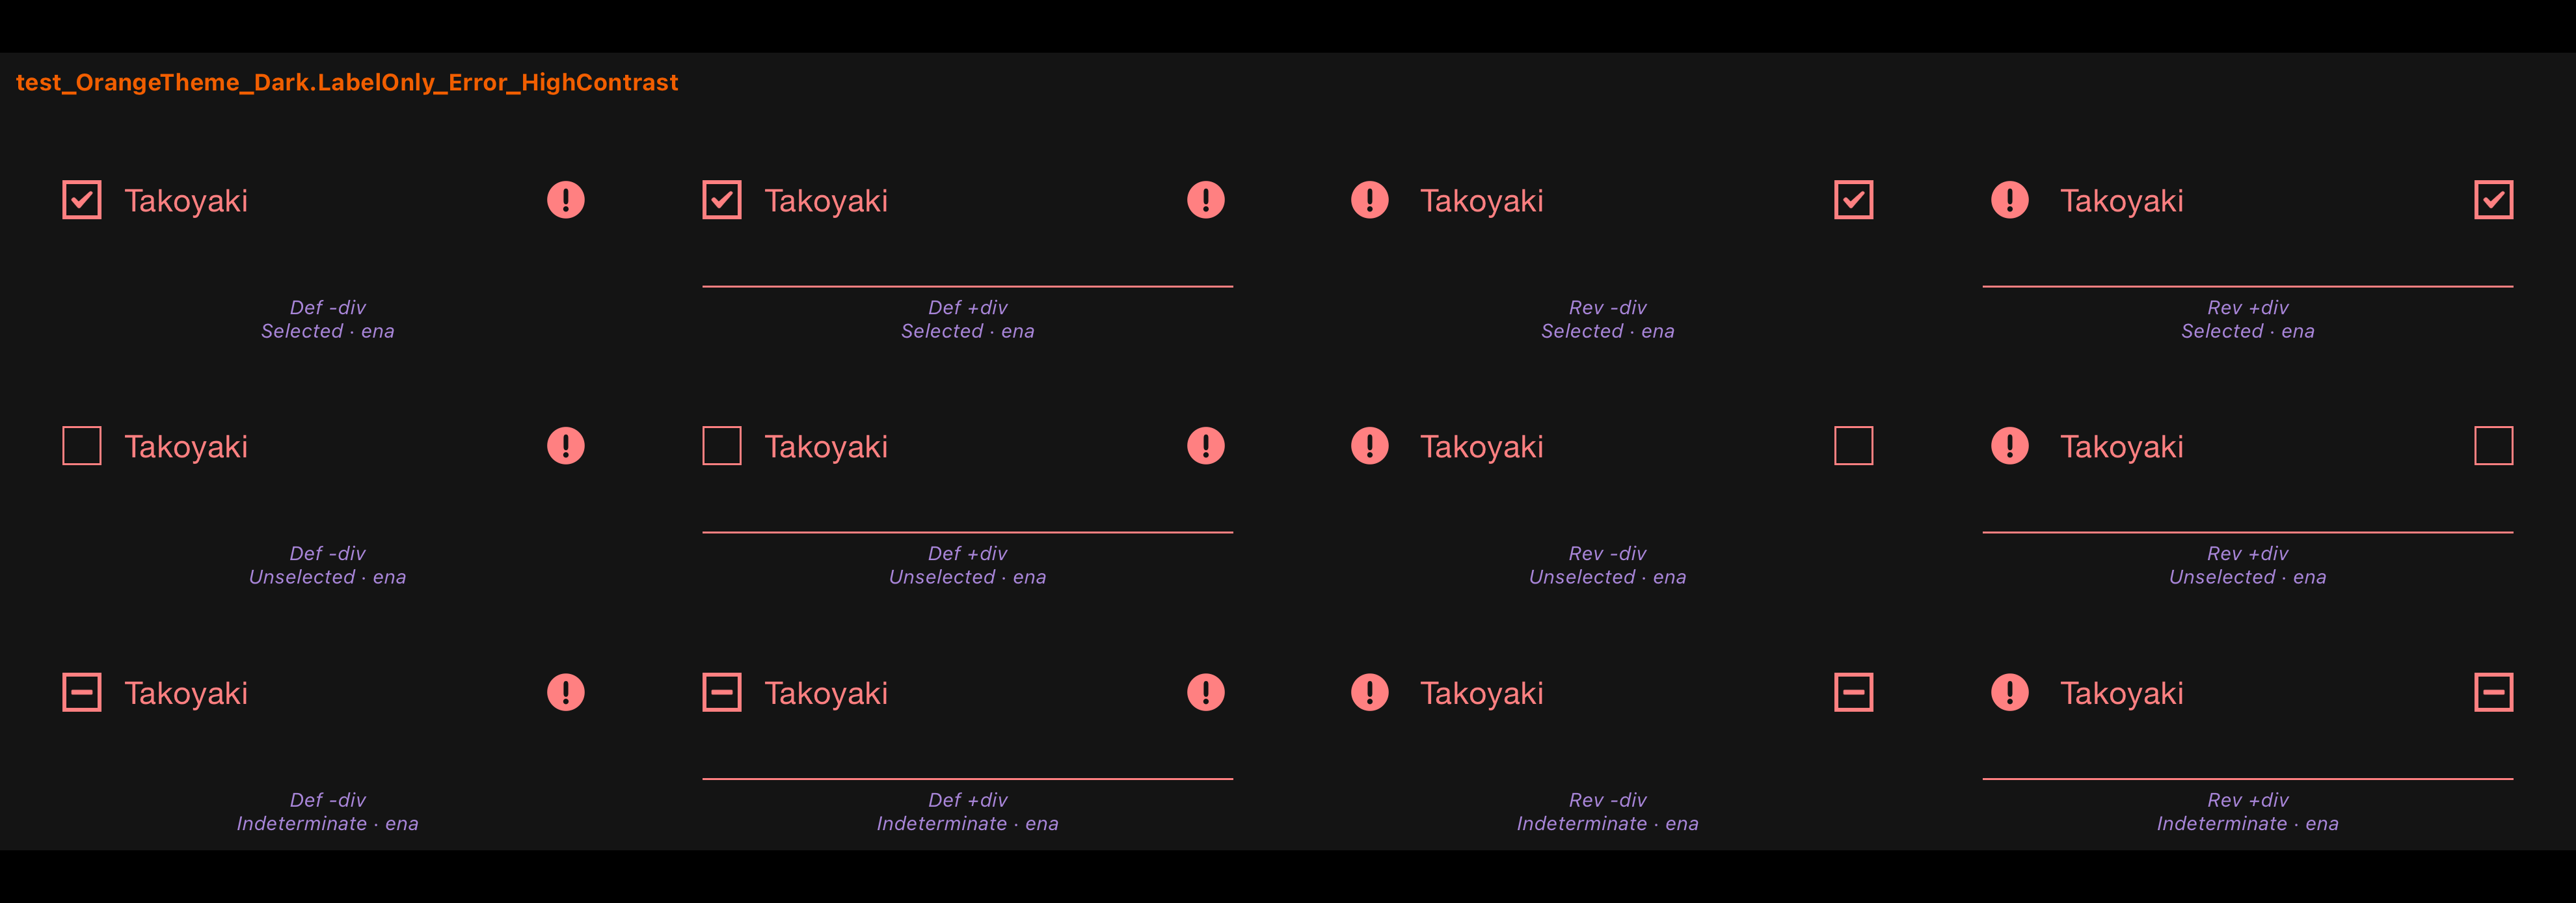 test_OrangeTheme_Dark.LabelOnly_Error_HighContrast
Takoyaki
Takoyaki
Takoyaki
Takoyaki
Def -div
Selected · ena
Def +div
Selected · ena
Rev -div
Selected · ena
Rev +div
Selected · ena
Takoyaki
Takoyaki
Takoyaki
Takoyaki
Def -div
Unselected · ena
Def +div
Unselected · ena
Rev -div
Unselected · ena
Rev +div
Unselected · ena
Takoyaki
Takoyaki
Takoyaki
Takoyaki
Def -div
Indeterminate · ena
Def +div
Indeterminate · ena
Rev -div
Indeterminate · ena
Rev +div
Indeterminate · ena